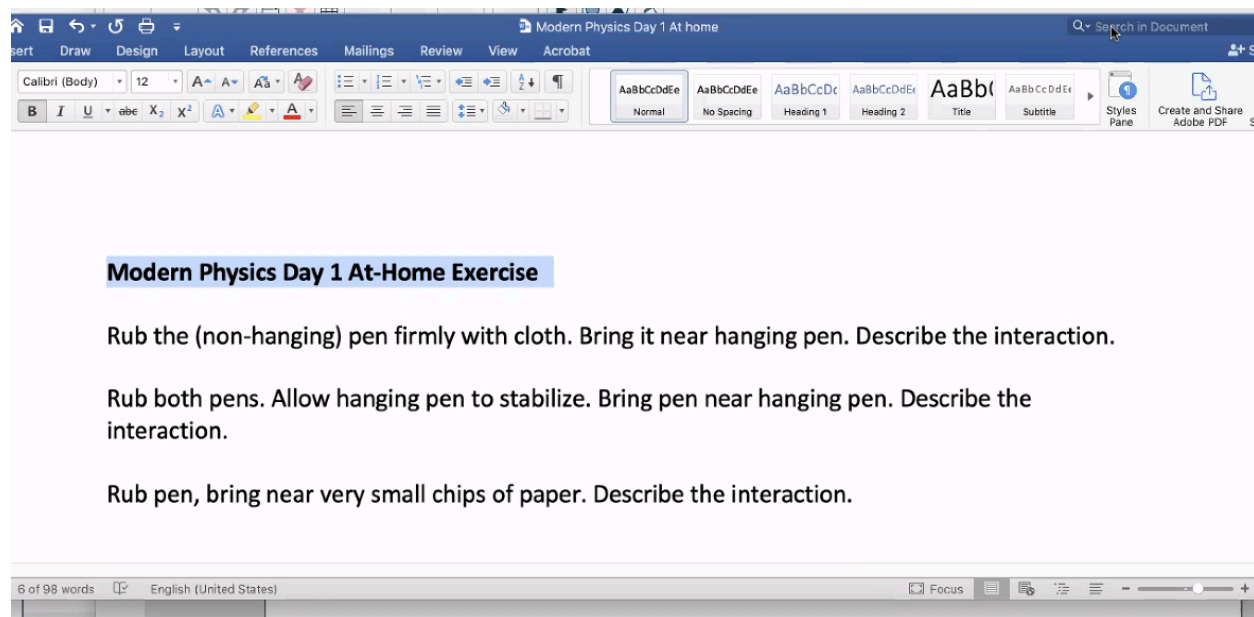 Modern Physics Day 1 At home
Search in Document
sert Draw Design Layout References Mailings Review View Acrobat
Calibri (Body) 12 A A Aa A
AaBbCcDdEe AaBbCcDdEe AaBbCcDc AaBbCcDdEe AaBb( AaBbCcDdEe
B I U abc X₂ X² A A
Normal No Spacing Heading 1 Heading 2 Title Subtitle
Styles Pane
Create and Share Adobe PDF
Modern Physics Day 1 At-Home Exercise
Rub the (non-hanging) pen firmly with cloth. Bring it near hanging pen. Describe the interaction.
Rub both pens. Allow hanging pen to stabilize. Bring pen near hanging pen. Describe the
interaction.
Rub pen, bring near very small chips of paper. Describe the interaction.
6 of 98 words English (United States) Focus